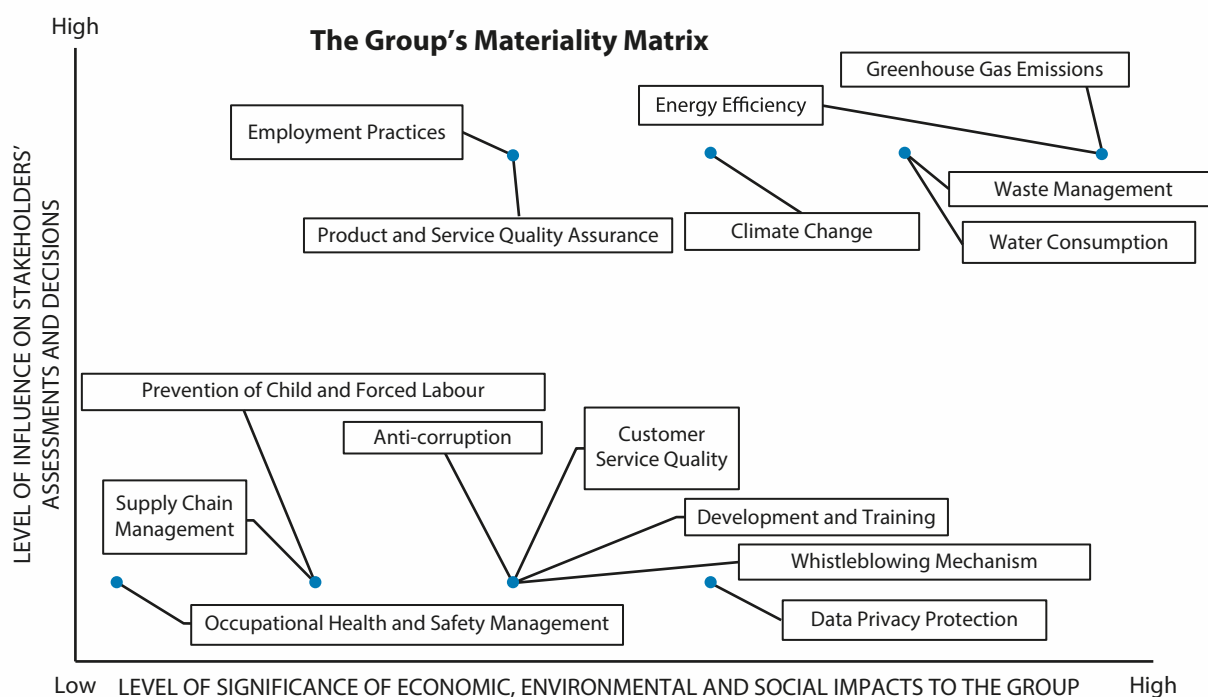 High
The Group’s Materiality Matrix
Greenhouse Gas Emissions
Energy Efficiency
Employment Practices
Waste Management
Product and Service Quality Assurance
Climate Change
Water Consumption
LEVEL OF INFLUENCE ON STAKEHOLDERS’
ASSESSMENTS AND DECISIONS
Prevention of Child and Forced Labour
Anti-corruption
Customer
Service Quality
Supply Chain
Management
Development and Training
Whistleblowing Mechanism
Occupational Health and Safety Management
Data Privacy Protection
Low
LEVEL OF SIGNIFICANCE OF ECONOMIC, ENVIRONMENTAL AND SOCIAL IMPACTS TO THE GROUP
High